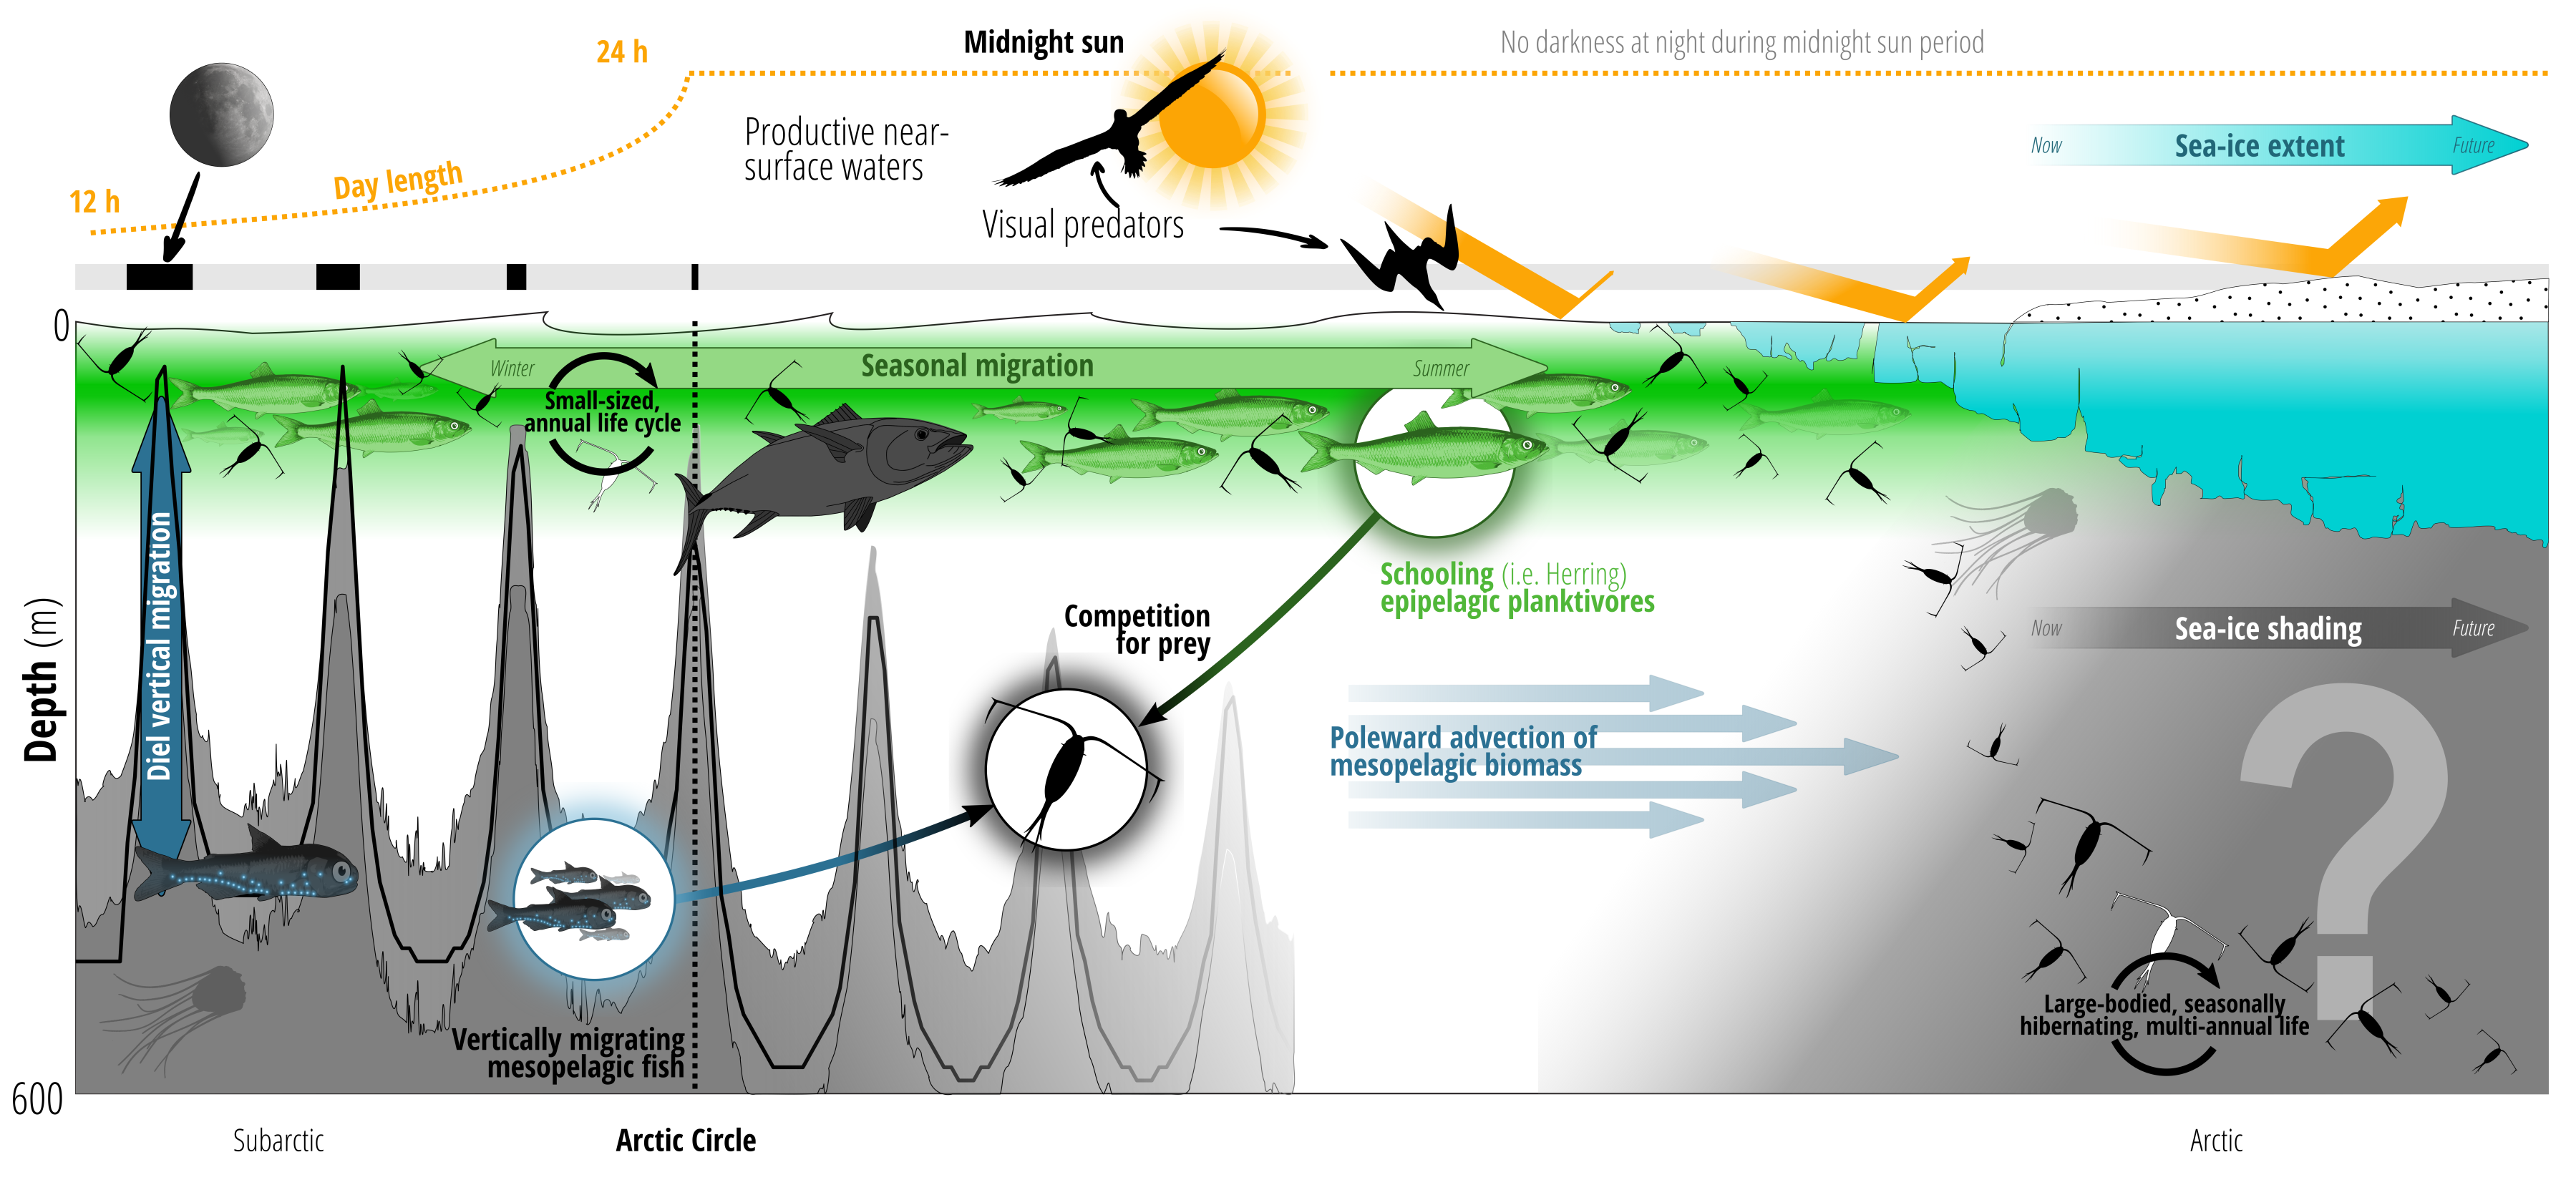 24 h
Midnight sun
No darkness at night during midnight sun period
Productive near-
surface waters
Now
Sea-ice extent
Future
12 h
Day length
Visual predators
0
Winter
Seasonal migration
Summer
Small-sized,
annual life cycle
Diel vertical migration
Depth (m)
Schooling (i.e. Herring)
epipelagic planktivores
Competition
for prey
Now
Sea-ice shading
Future
Poleward advection of
mesopelagic biomass
Large-bodied, seasonally
hibernating, multi-annual life
?
Vertically migrating
mesopelagic fish
600
Subarctic
Arctic Circle
Arctic